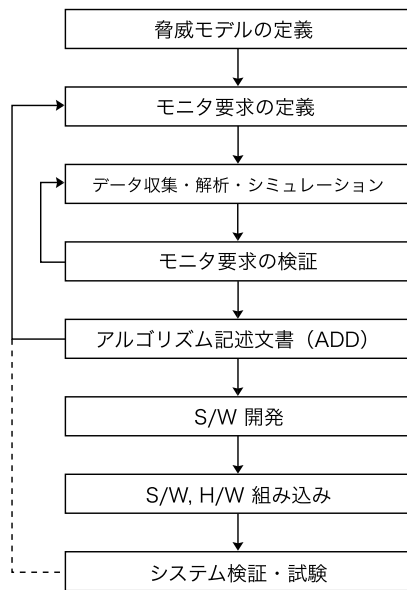 脅威モデルの定義
モニタ要求の定義
データ収集・解析・シミュレーション
モニタ要求の検証
アルゴリズム記述文書（ADD）
S/W 開発
S/W, H/W 組み込み
システム検証・試験